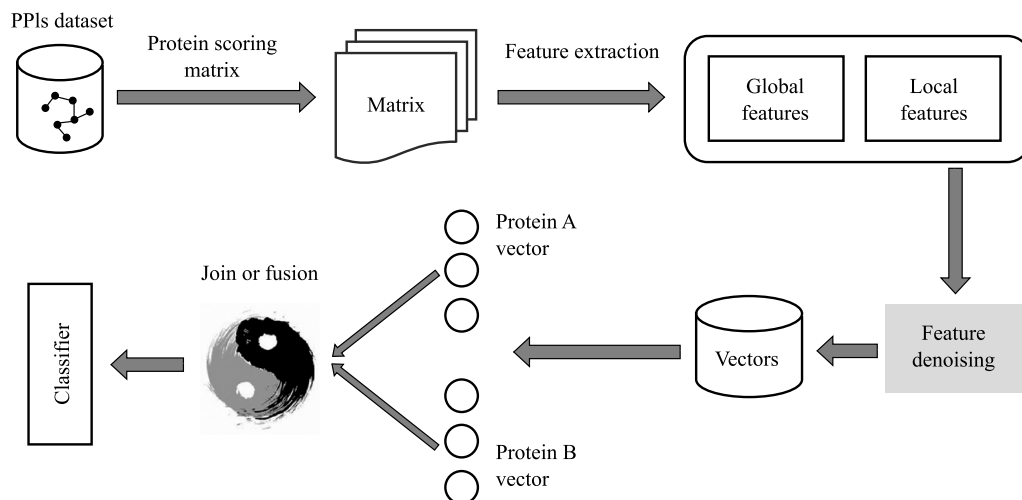 PPIs dataset
Protein scoring
matrix
Matrix
Feature extraction
Global
features
Local
features
Feature
denoising
Vectors
Protein A
vector
Protein B
vector
Join or fusion
Classifier